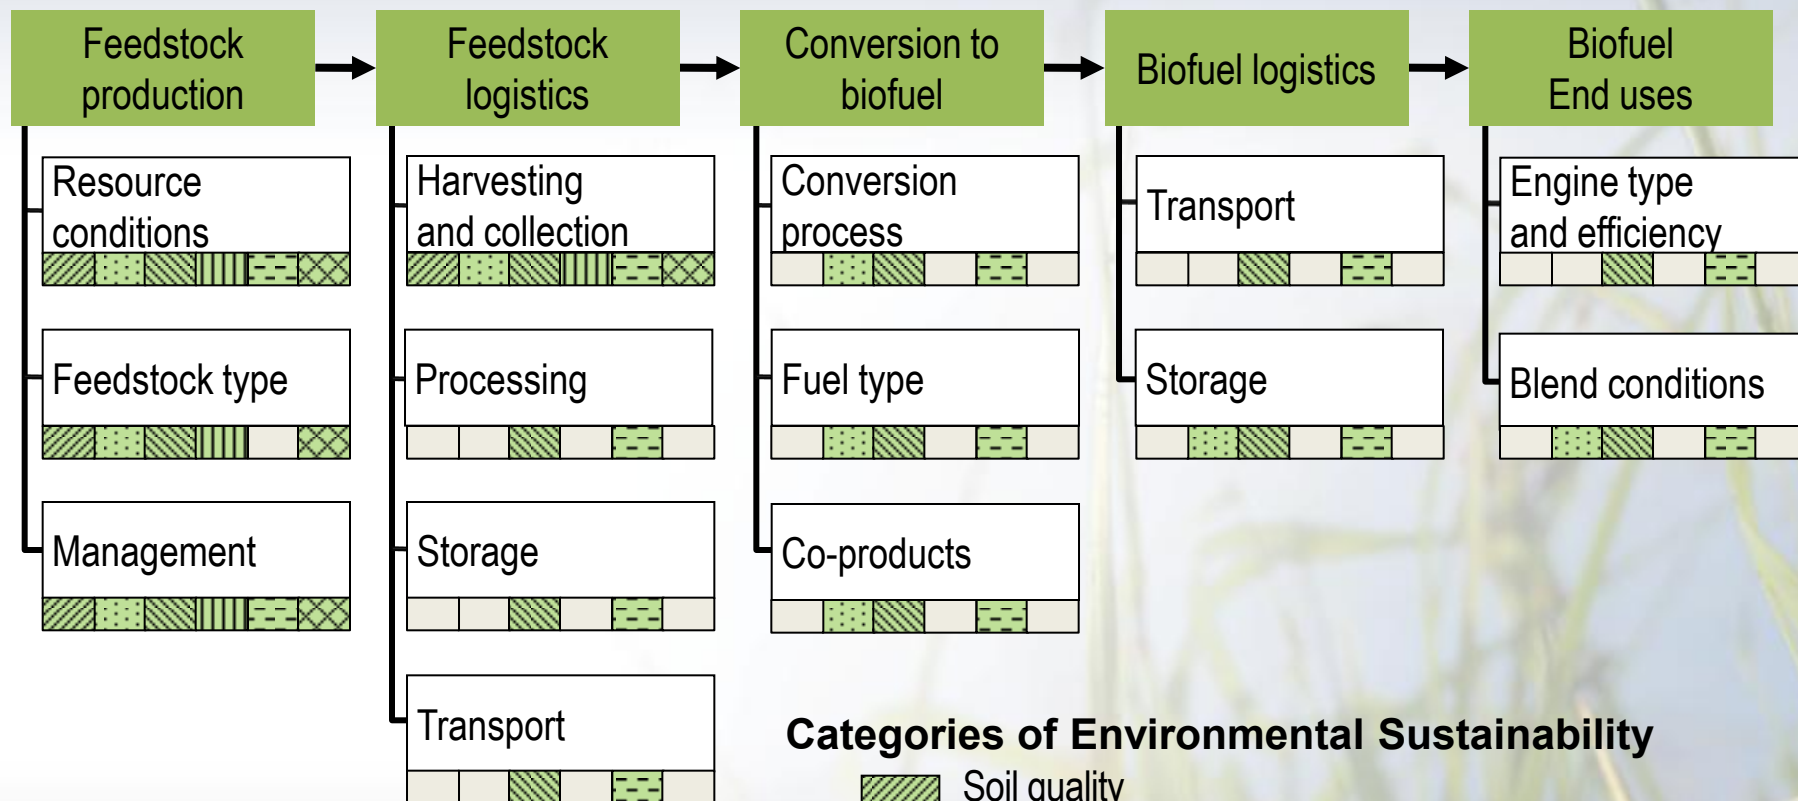 Feedstock
production
Feedstock
logistics
Conversion to
biofuel
Biofuel logistics
Biofuel
End uses
Resource
conditions
Feedstock type
Management
Harvesting
and collection
Processing
Storage
Transport
Conversion
process
Fuel type
Co-products
Transport
Storage
Engine type
and efficiency
Blend conditions
Categories of Environmental Sustainability
Soil quality